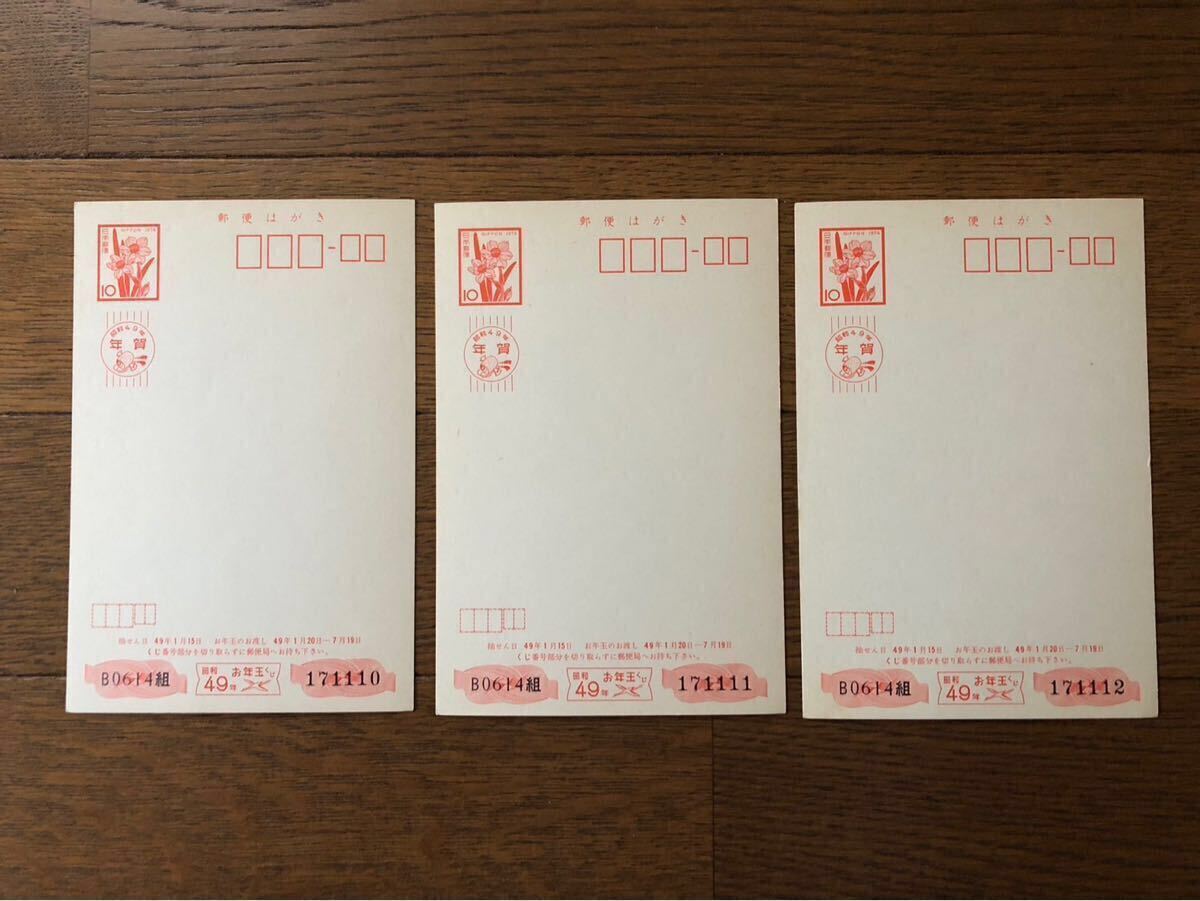 郵便はがき
日本郵便
NIPPON 1974
10
昭和49年
年賀
抽せん日 49年1月15日 お年玉のお渡し 49年1月20日－7月19日
くじ番号部分を切り取らずに郵便局へお持ち下さい。
B0614組
昭和49年
お年玉くじ
171110
郵便はがき
日本郵便
NIPPON 1974
10
昭和49年
年賀
抽せん日 49年1月15日 お年玉のお渡し 49年1月20日－7月19日
くじ番号部分を切り取らずに郵便局へお持ち下さい。
B0614組
昭和49年
お年玉くじ
171111
郵便はがき
日本郵便
NIPPON 1974
10
昭和49年
年賀
抽せん日 49年1月15日 お年玉のお渡し 49年1月20日－7月19日
くじ番号部分を切り取らずに郵便局へお持ち下さい。
B0614組
昭和49年
お年玉くじ
171112